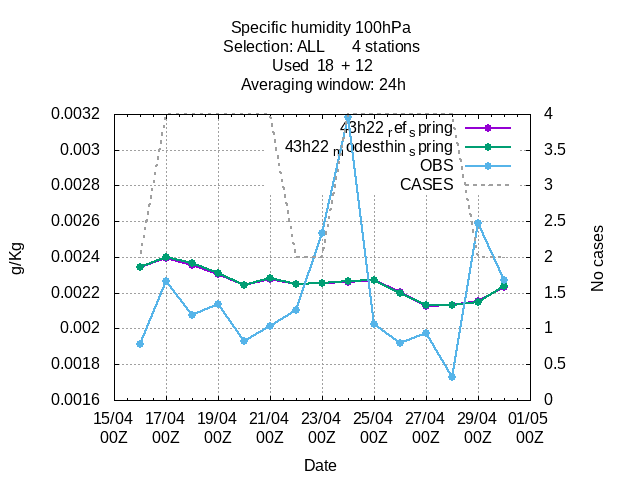 Specific humidity 100hPa
Selection: ALL 4 stations
Used 18 + 12
Averaging window: 24h
0.0032
0.003
0.0028
0.0026
0.0024
0.0022
0.002
0.0018
0.0016
g/Kg
43h22_ref_spring
43h22_modesthin_spring
OBS
CASES
4
3.5
3
2.5
2
1.5
1
0.5
0
No cases
15/04 17/04 19/04 21/04 23/04 25/04 27/04 29/04 01/05
00Z 00Z 00Z 00Z 00Z 00Z 00Z 00Z 00Z
Date